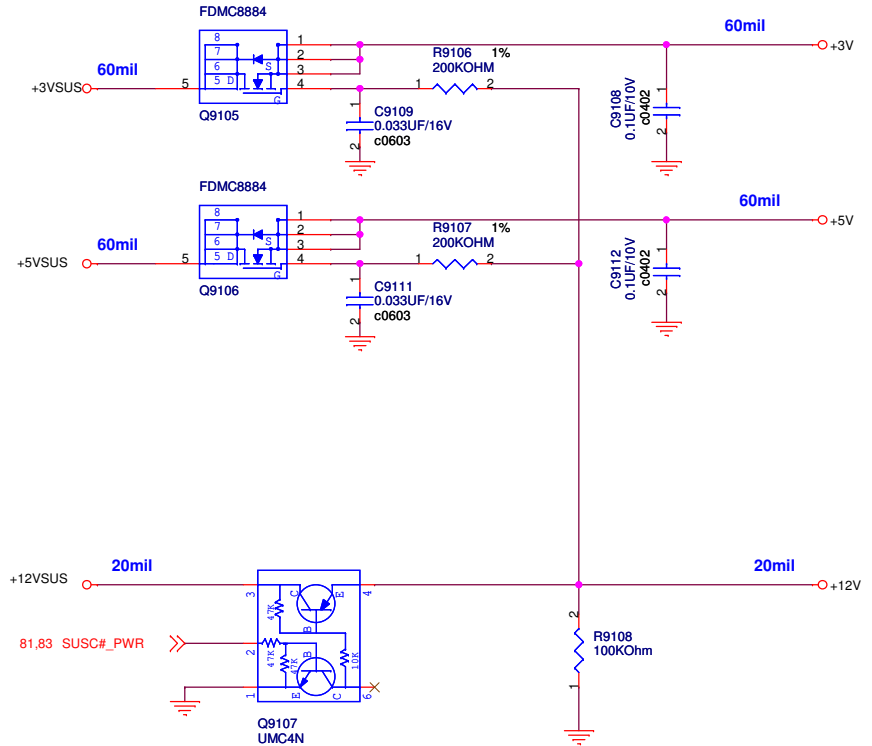 FDMC8884
60mil
+3V
R9106 1%
200KOHM
60mil
+3VSUS
8
7
6
5 D
S
G
1
2
3
4
5
1
2
Q9105
1
2
C9109
0.033UF/16V
c0603
C9108
0.1UF/10V
c0402
1
2
FDMC8884
60mil
+5V
R9107 1%
200KOHM
60mil
+5VSUS
8
7
6
5 D
S
G
1
2
3
4
5
1
2
Q9106
1
2
C9111
0.033UF/16V
c0603
C9112
0.1UF/10V
c0402
1
2
20mil
20mil
+12VSUS
+12V
3
4
C
E
B
47K
81,83 SUSC#_PWR
2
47K
47K
B
10K
E
C
1
6
2
R9108
100KOhm
1
Q9107
UMC4N